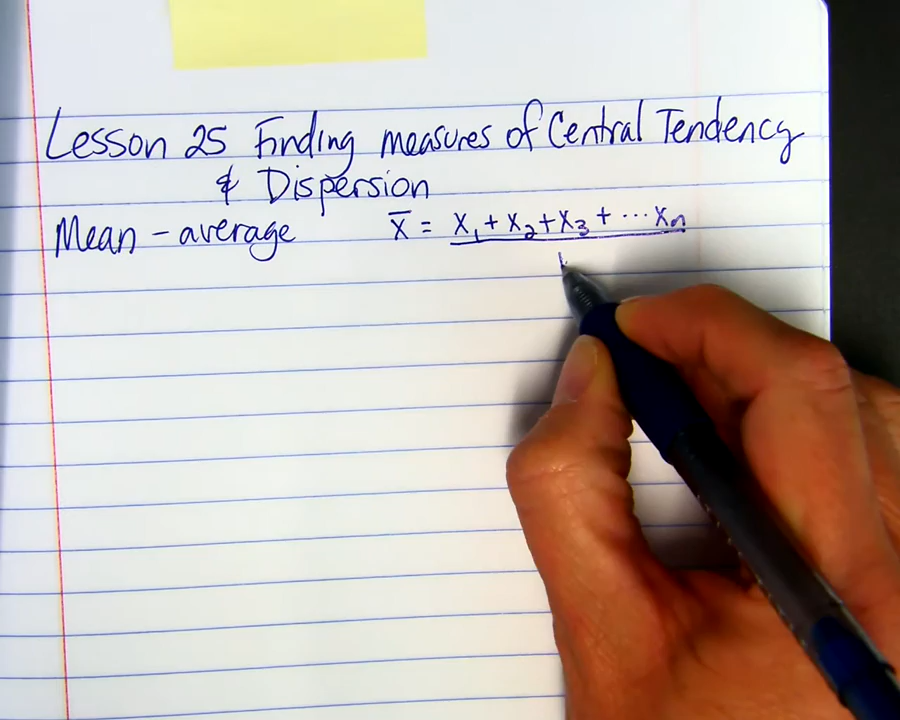 Lesson 25 Finding measures of Central Tendency
& Dispersion
Mean - average x̄ = x₁ + x₂ + x₃ + ... xₙ